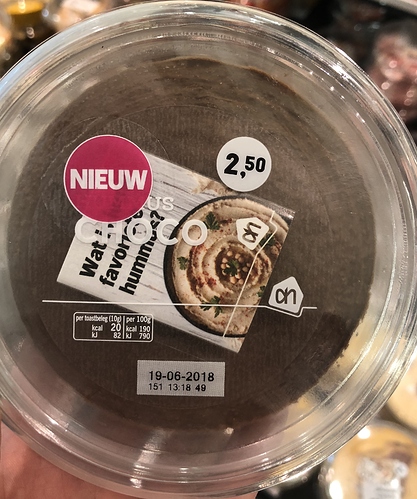 NIEUW
2,50
US
CHOCO
Wat
favor
humm
?
per toastbeleg (10g) per 100g
kcal 20 kcal 190
kJ 82 kJ 790
19-06-2018
151 13:18 49